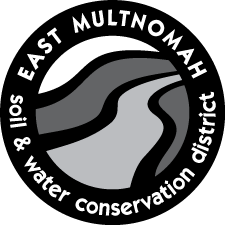 EAST MULTNOMAH
soil & water conservation district